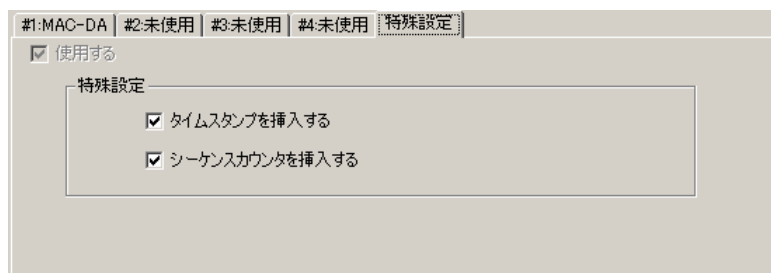 #1:MAC-DA #2:未使用 #3:未使用 #4:未使用 特殊設定
使用する
特殊設定
タイムスタンプを挿入する
シーケンスカウンタを挿入する